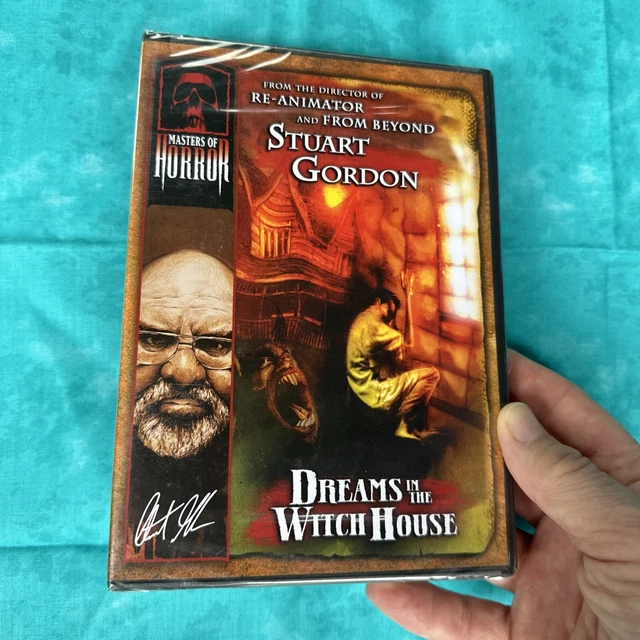 MASTERS OF
HORROR
FROM THE DIRECTOR OF
RE-ANIMATOR
AND FROM BEYOND
STUART
GORDON
DREAMS IN THE
WITCH HOUSE